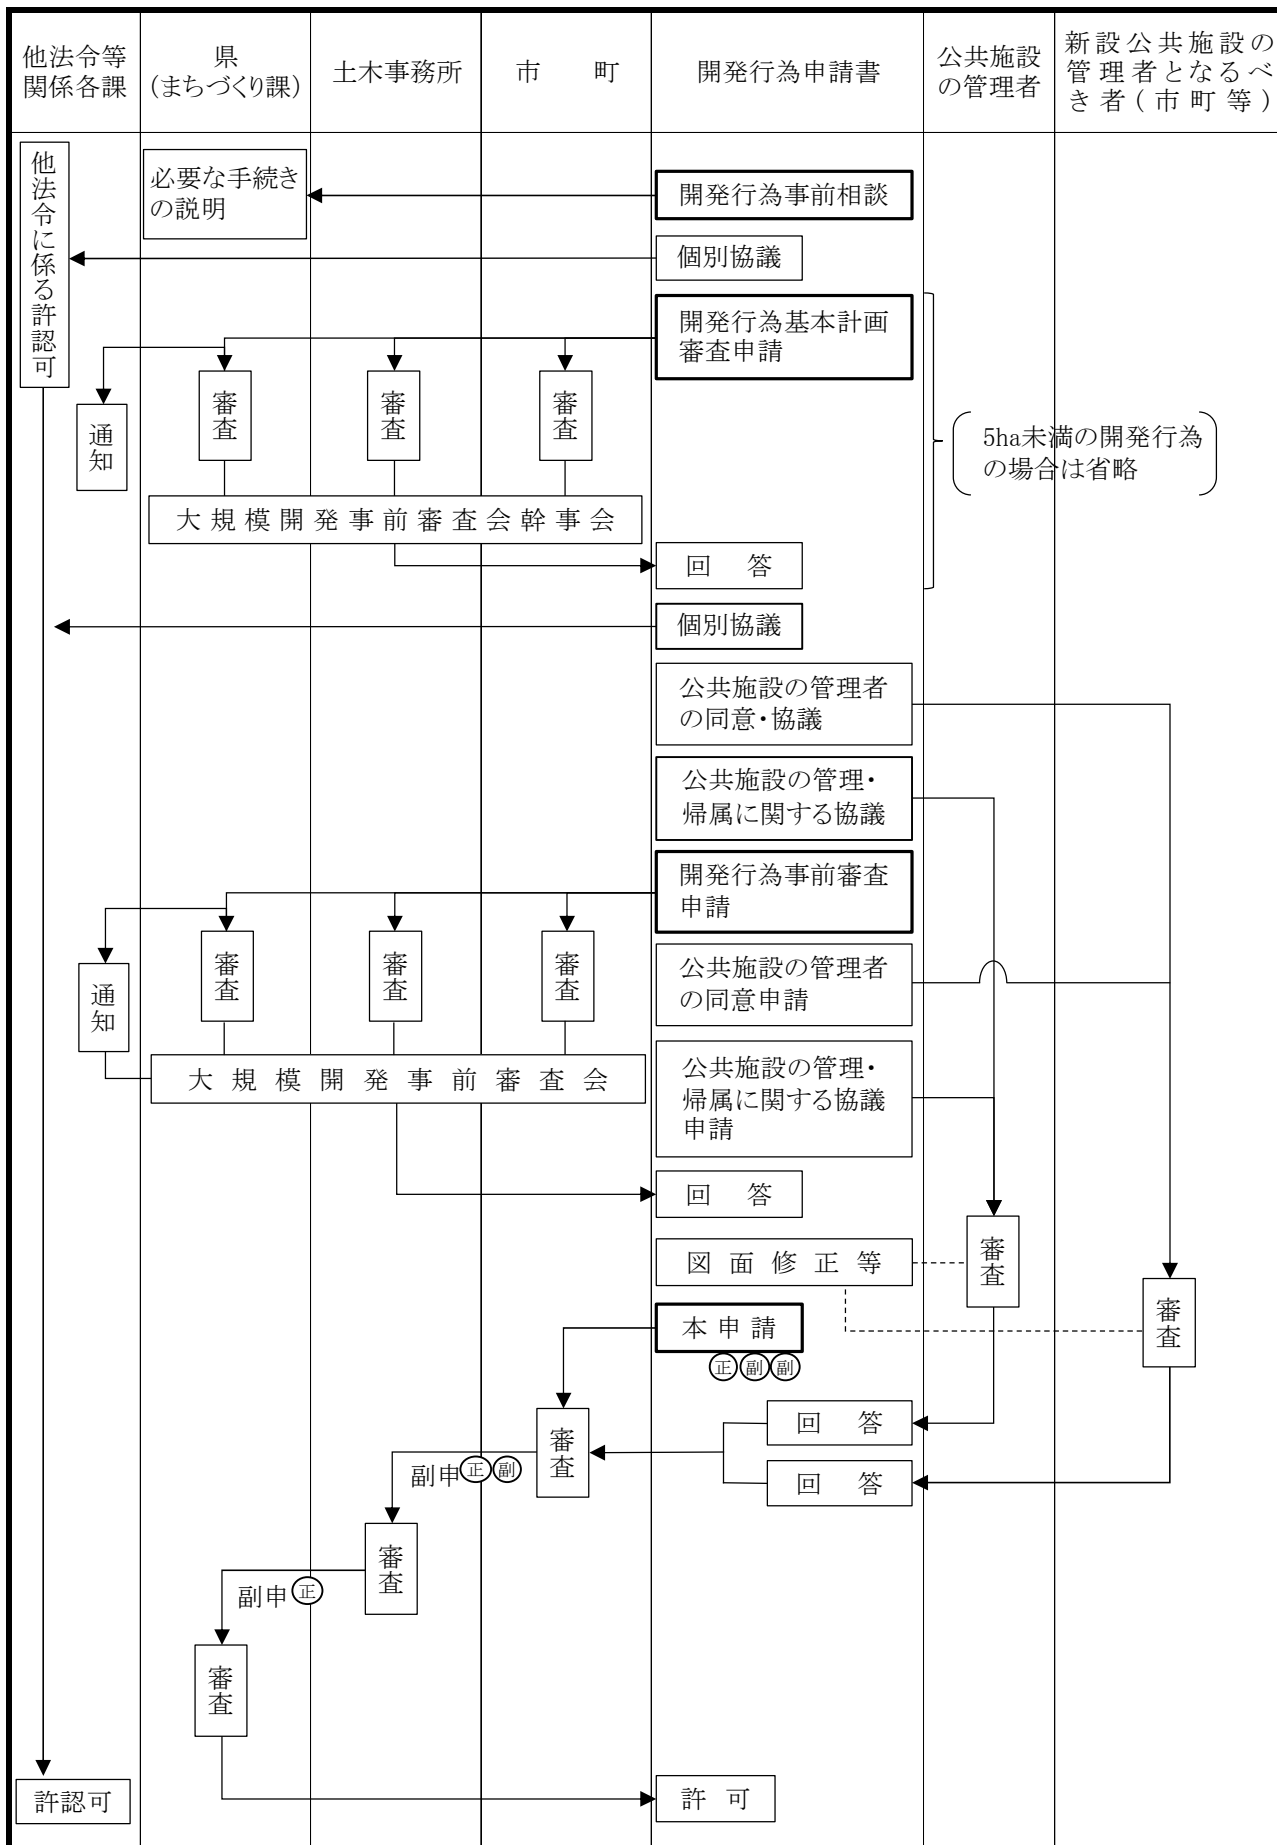 他法令等
関係各課
県
(まちづくり課)
土木事務所
市　町
開発行為申請書
公共施設
の管理者
新設公共施設の
管理者となるべ
き者(市町等)
他法令に係る許認可
必要な手続き
の説明
開発行為事前相談
個別協議
開発行為基本計画
審査申請
審査
審査
審査
通知
5ha未満の開発行為
の場合は省略
大規模開発事前審査会幹事会
回　答
個別協議
公共施設の管理者
の同意・協議
公共施設の管理・
帰属に関する協議
開発行為事前審査
申請
審査
審査
審査
通知
公共施設の管理者
の同意申請
大規模開発事前審査会
公共施設の管理・
帰属に関する協議
申請
回　答
審査
図面修正等
審査
本申請
正 副 副
回　答
審査
副申 正 副
回　答
審査
副申 正
審査
許認可
許　可